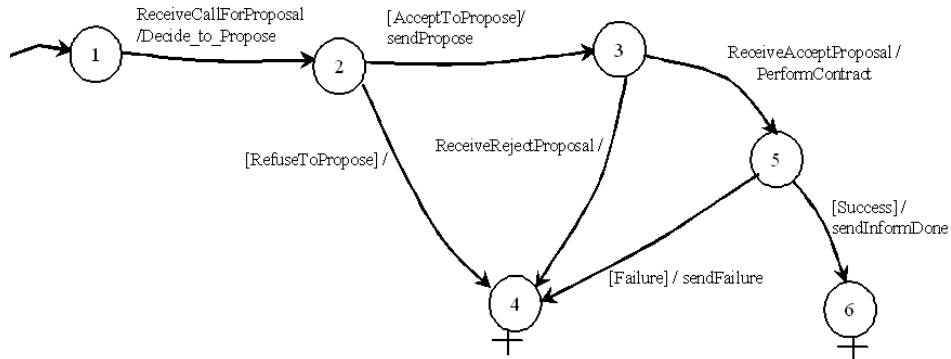 ReceiveCallForProposal
/Decide_to_Propose
[AcceptToPropose]/
sendPropose
1
2
3
ReceiveAcceptProposal /
PerformContract
[RefuseToPropose] /
ReceiveRejectProposal /
5
[Success] /
sendInformDone
[Failure] / sendFailure
4
6